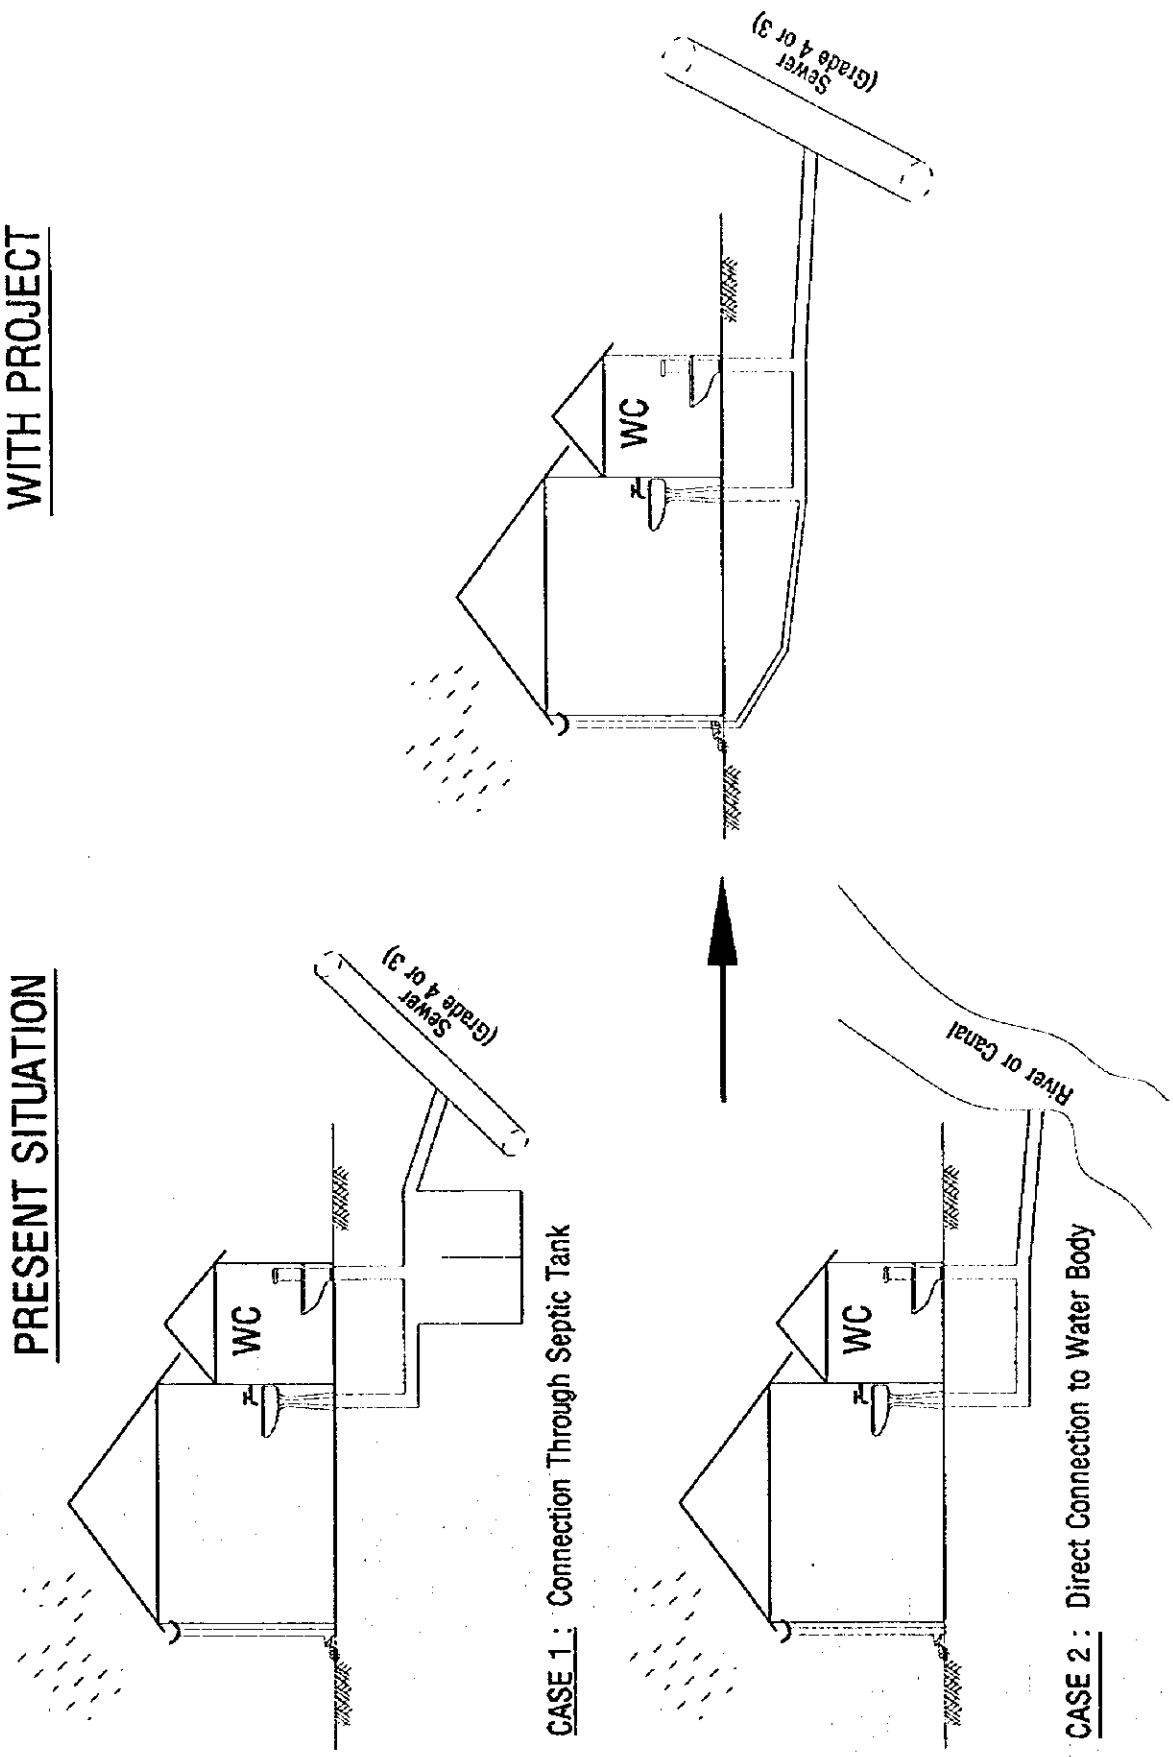 PRESENT SITUATION
WC
Sewer
(Grade 4 or 3)
CASE 1 : Connection Through Septic Tank
WC
River or Canal
CASE 2 : Direct Connection to Water Body
WITH PROJECT
WC
Sewer
(Grade 4 or 3)